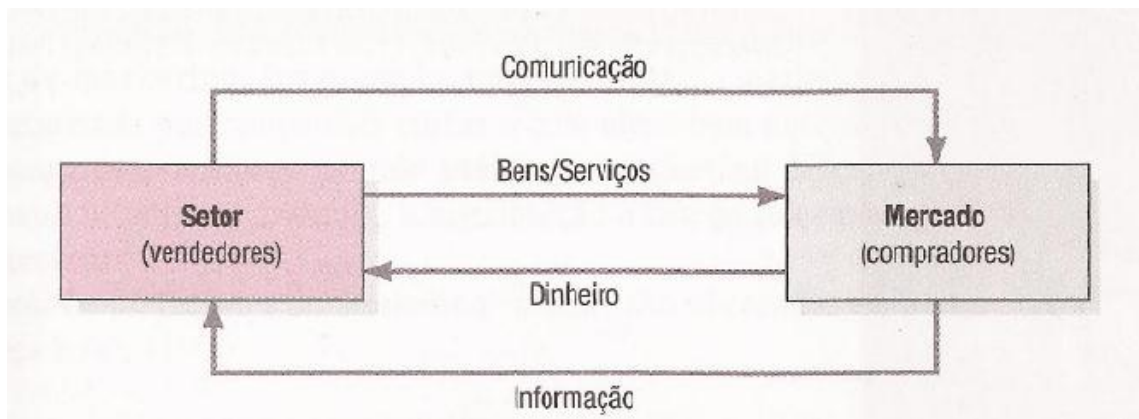 Comunicação
Bens/Serviços
Setor
(vendedores)
Mercado
(compradores)
Dinheiro
Informação